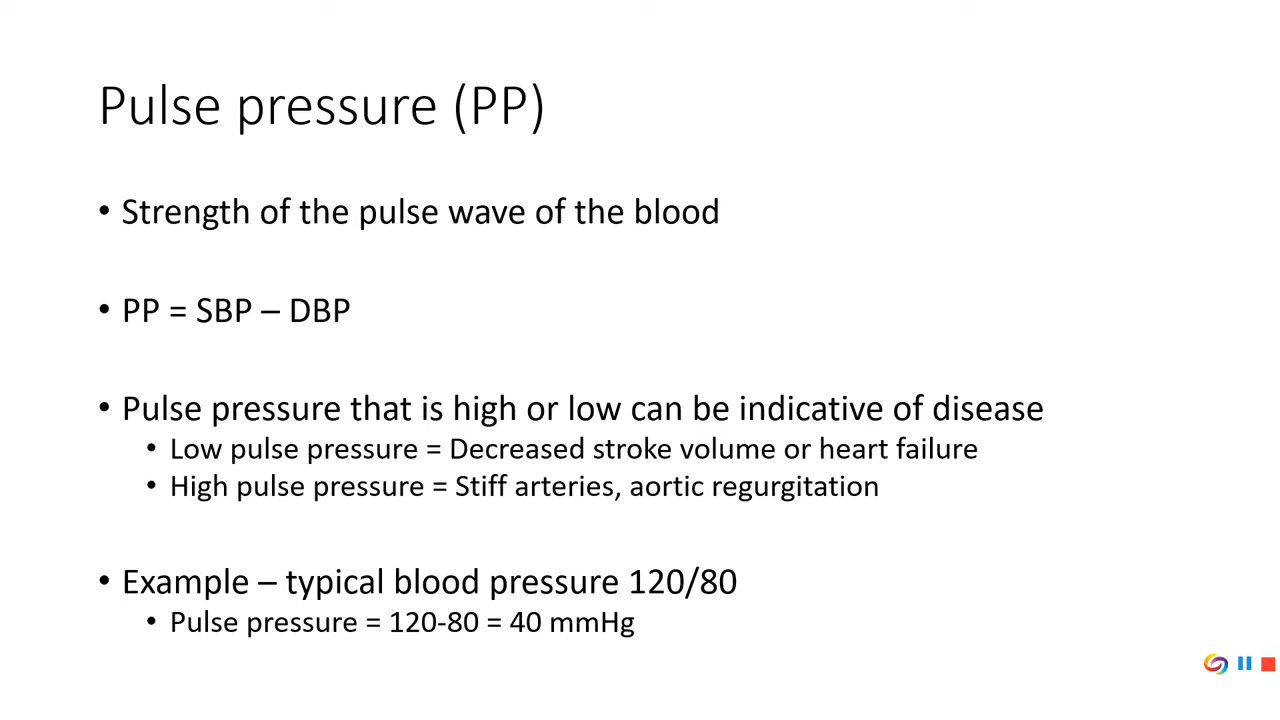 Pulse pressure (PP)
• Strength of the pulse wave of the blood
• PP = SBP – DBP
• Pulse pressure that is high or low can be indicative of disease
• Low pulse pressure = Decreased stroke volume or heart failure
• High pulse pressure = Stiff arteries, aortic regurgitation
• Example – typical blood pressure 120/80
• Pulse pressure = 120-80 = 40 mmHg